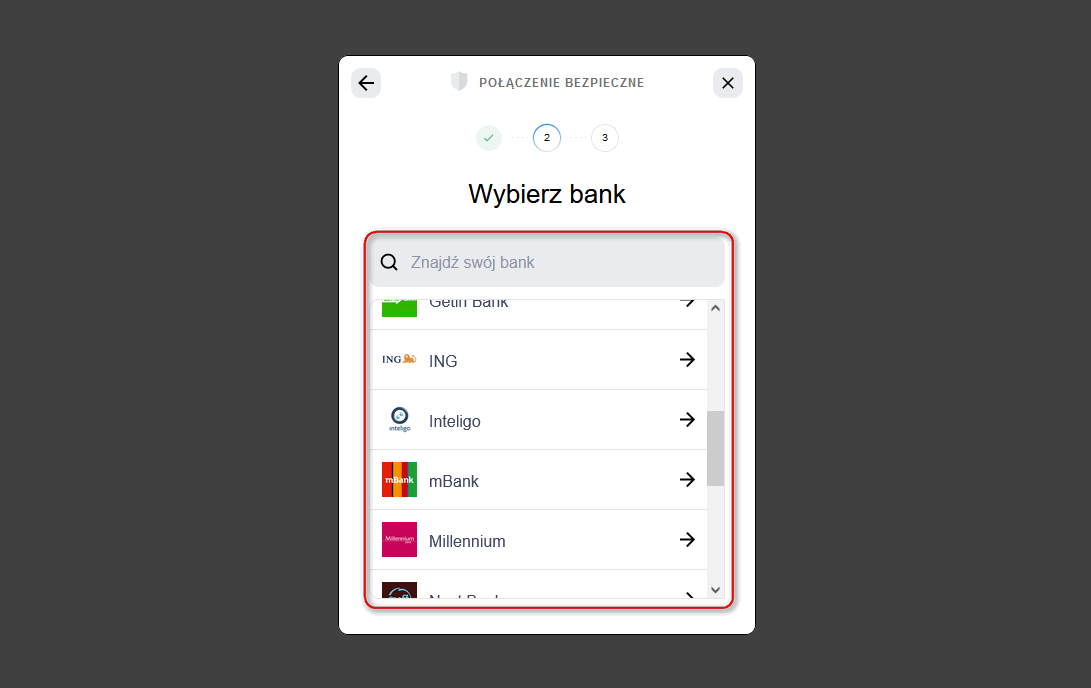 POŁĄCZENIE BEZPIECZNE
2 3
Wybierz bank
Znajdź swój bank
Getin Bank
ING ING
inteligo Inteligo
mBank mBank
Millennium Millennium